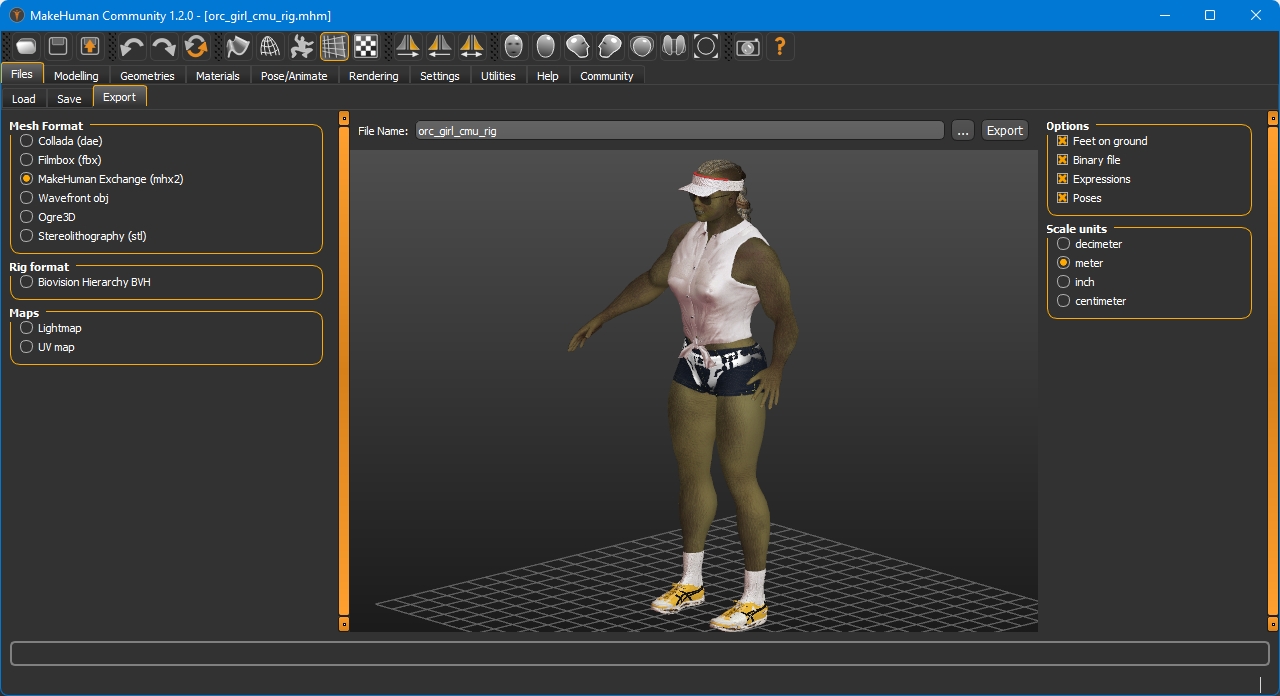 MakeHuman Community 1.2.0 - [orc_girl_cmu_rig.mhm]
?
Files Modelling Geometries Materials Pose/Animate Rendering Settings Utilities Help Community
Load Save Export
Mesh Format
Collada (dae)
Filmbox (fbx)
MakeHuman Exchange (mhx2)
Wavefront obj
Ogre3D
Stereolithography (stl)
Rig format
Biovision Hierarchy BVH
Maps
Lightmap
UV map
File Name: orc_girl_cmu_rig ... Export
Options
Feet on ground
Binary file
Expressions
Poses
Scale units
decimeter
meter
inch
centimeter